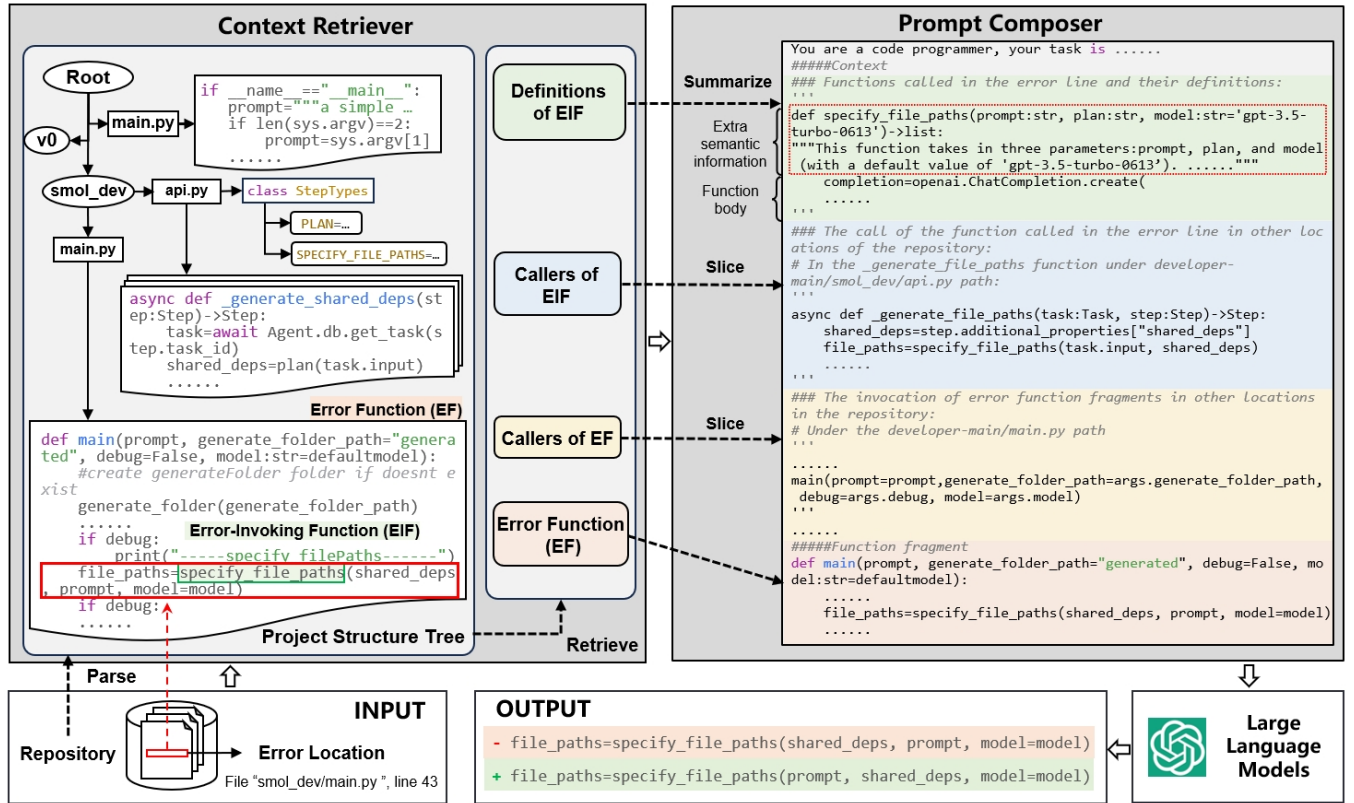 Context Retriever
Root
main.py
v0
smol_dev
api.py
main.py
if __name__=="__main__":
prompt="""a simple …
if len(sys.argv)==2:
prompt=sys.argv[1]
......
class StepTypes
PLAN=…
SPECIFY_FILE_PATHS=…
async def _generate_shared_deps(st
ep:Step)->Step:
task=await Agent.db.get_task(s
tep.task_id)
shared_deps=plan(task.input)
......
Error Function (EF)
def main(prompt, generate_folder_path="genera
ted", debug=False, model:str=defaultmodel):
#create generateFolder folder if doesnt e
xist
generate_folder(generate_folder_path)
......
Error-Invoking Function (EIF)
if debug:
print("-----specify_filePaths------")
file_paths=specify_file_paths(shared_deps
, prompt, model=model)
if debug:
......
Project Structure Tree
Definitions
of EIF
Callers of
EIF
Callers of EF
Error Function
(EF)
Retrieve
Prompt Composer
Summarize
Extra
semantic
information
Function
body
Slice
Slice
You are a code programmer, your task is ......
#####Context
### Functions called in the error line and their definitions:
'''
def specify_file_paths(prompt:str, plan:str, model:str='gpt-3.5-
turbo-0613')->list:
"""This function takes in three parameters:prompt, plan, and model
(with a default value of 'gpt-3.5-turbo-0613’). ......"""
completion=openai.ChatCompletion.create(
......
'''
### The call of the function called in the error line in other loc
ations of the repository:
# In the _generate_file_paths function under developer-
main/smol_dev/api.py path:
'''
async def _generate_file_paths(task:Task, step:Step)->Step:
shared_deps=step.additional_properties["shared_deps"]
file_paths=specify_file_paths(task.input, shared_deps)
......
'''
### The invocation of error function fragments in other locations
in the repository:
# Under the developer-main/main.py path
'''
......
main(prompt=prompt,generate_folder_path=args.generate_folder_path,
debug=args.debug, model=args.model)
'''
......
#####Function fragment
def main(prompt, generate_folder_path="generated", debug=False, mo
del:str=defaultmodel):
......
file_paths=specify_file_paths(shared_deps, prompt, model=model)
......
Parse
INPUT
Repository
Error Location
File “smol_dev/main.py ”, line 43
OUTPUT
- file_paths=specify_file_paths(shared_deps, prompt, model=model)
+ file_paths=specify_file_paths(prompt, shared_deps, model=model)
Large
Language
Models